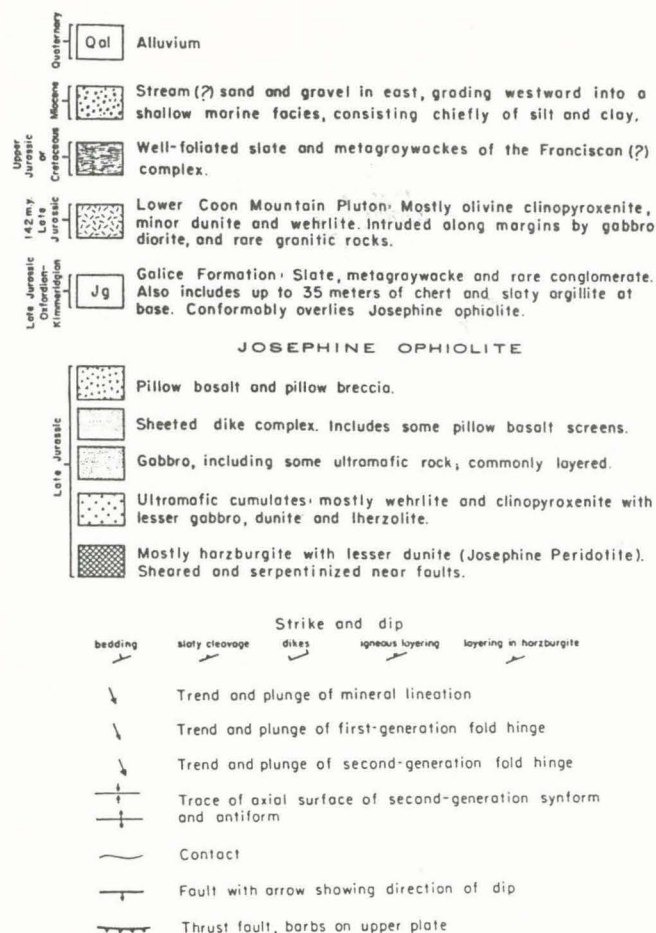 Quaternary
Qal
Alluvium
Miocene
Stream (?) sand and gravel in east, grading westward into a
shallow marine facies, consisting chiefly of silt and clay.
Upper
Jurassic
or
Cretaceous
Well-foliated slate and metagraywackes of the Franciscan (?)
complex.
142 m.y.
Late
Jurassic
Lower Coon Mountain Pluton: Mostly olivine clinopyroxenite,
minor dunite and wehrlite. Intruded along margins by gabbro
diorite, and rare granitic rocks.
Late Jurassic
Oxfordian-
Kimmeridgian
Jg
Galice Formation: Slate, metagraywacke and rare conglomerate.
Also includes up to 35 meters of chert and slaty argillite at
base. Conformably overlies Josephine ophiolite.
JOSEPHINE OPHIOLITE
Late Jurassic
Pillow basalt and pillow breccia.
Sheeted dike complex. Includes some pillow basalt screens.
Gabbro, including some ultramafic rock; commonly layered.
Ultramafic cumulates: mostly wehrlite and clinopyroxenite with
lesser gabbro, dunite and lherzolite.
Mostly harzburgite with lesser dunite (Josephine Peridotite).
Sheared and serpentinized near faults.
Strike and dip
bedding slaty cleavage dikes igneous layering layering in harzburgite
Trend and plunge of mineral lineation
Trend and plunge of first-generation fold hinge
Trend and plunge of second-generation fold hinge
Trace of axial surface of second-generation synform
and antiform
Contact
Fault with arrow showing direction of dip
Thrust fault, barbs on upper plate